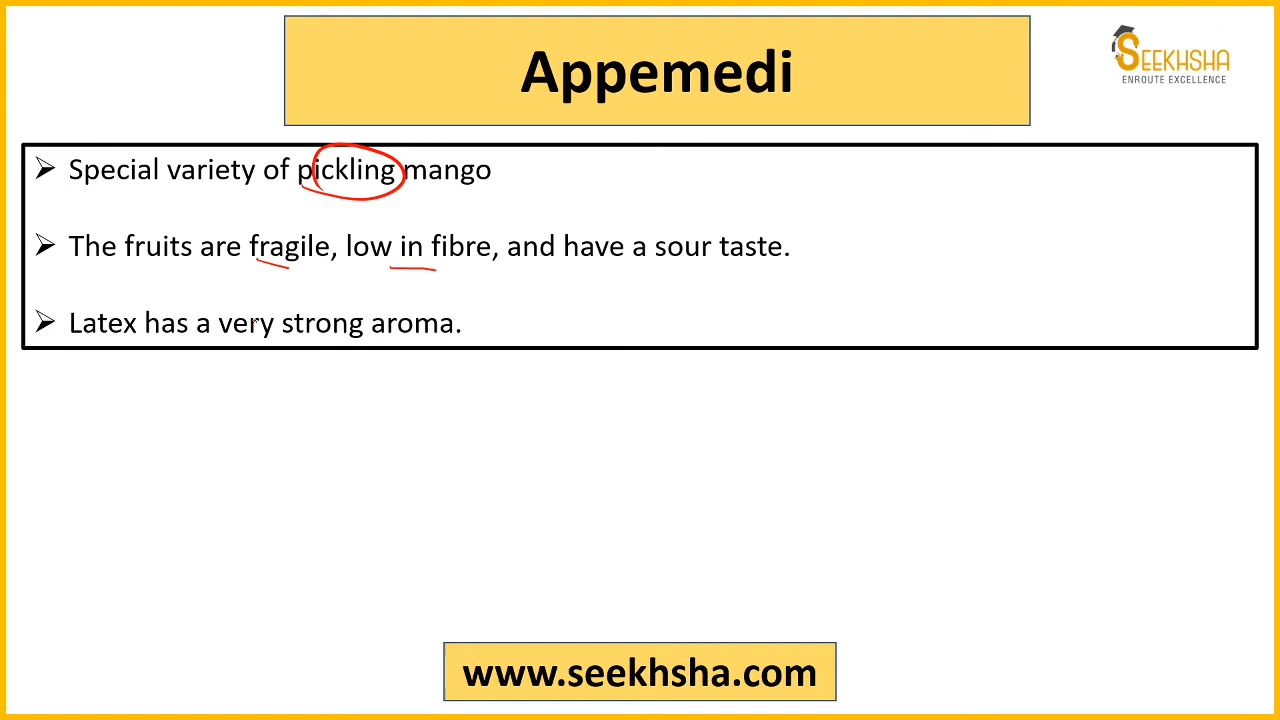 Appemedi
SEEKHSHA
ENROUTE EXCELLENCE
➢ Special variety of pickling mango
➢ The fruits are fragile, low in fibre, and have a sour taste.
➢ Latex has a very strong aroma.
www.seekhsha.com